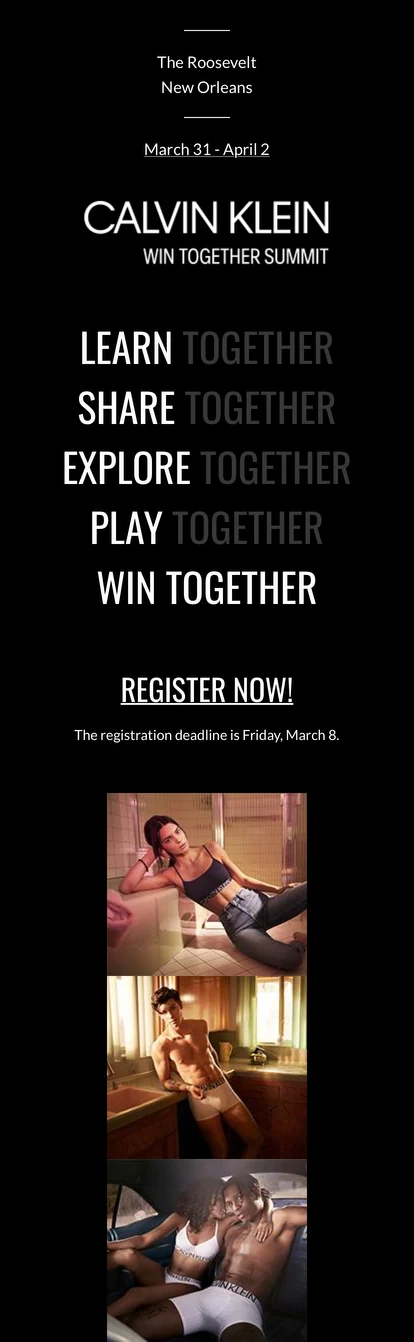 The Roosevelt
New Orleans
March 31 - April 2
CALVIN KLEIN
WIN TOGETHER SUMMIT
LEARN TOGETHER
SHARE TOGETHER
EXPLORE TOGETHER
PLAY TOGETHER
WIN TOGETHER
REGISTER NOW!
The registration deadline is Friday, March 8.